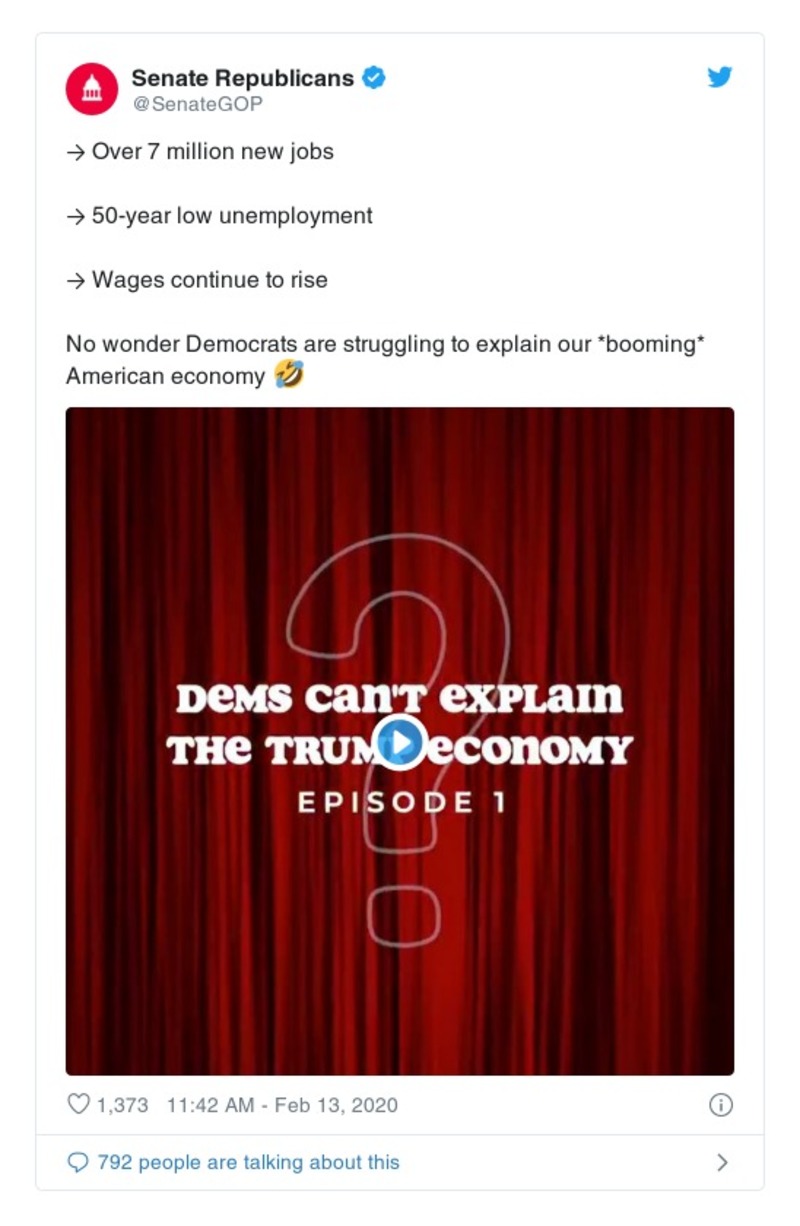 Senate Republicans
@SenateGOP
→ Over 7 million new jobs
→ 50-year low unemployment
→ Wages continue to rise
No wonder Democrats are struggling to explain our *booming*
American economy 🤣
DEMS CAN'T EXPLAIN
THE TRUMP ECONOMY
EPISODE 1
1,373 11:42 AM - Feb 13, 2020
792 people are talking about this